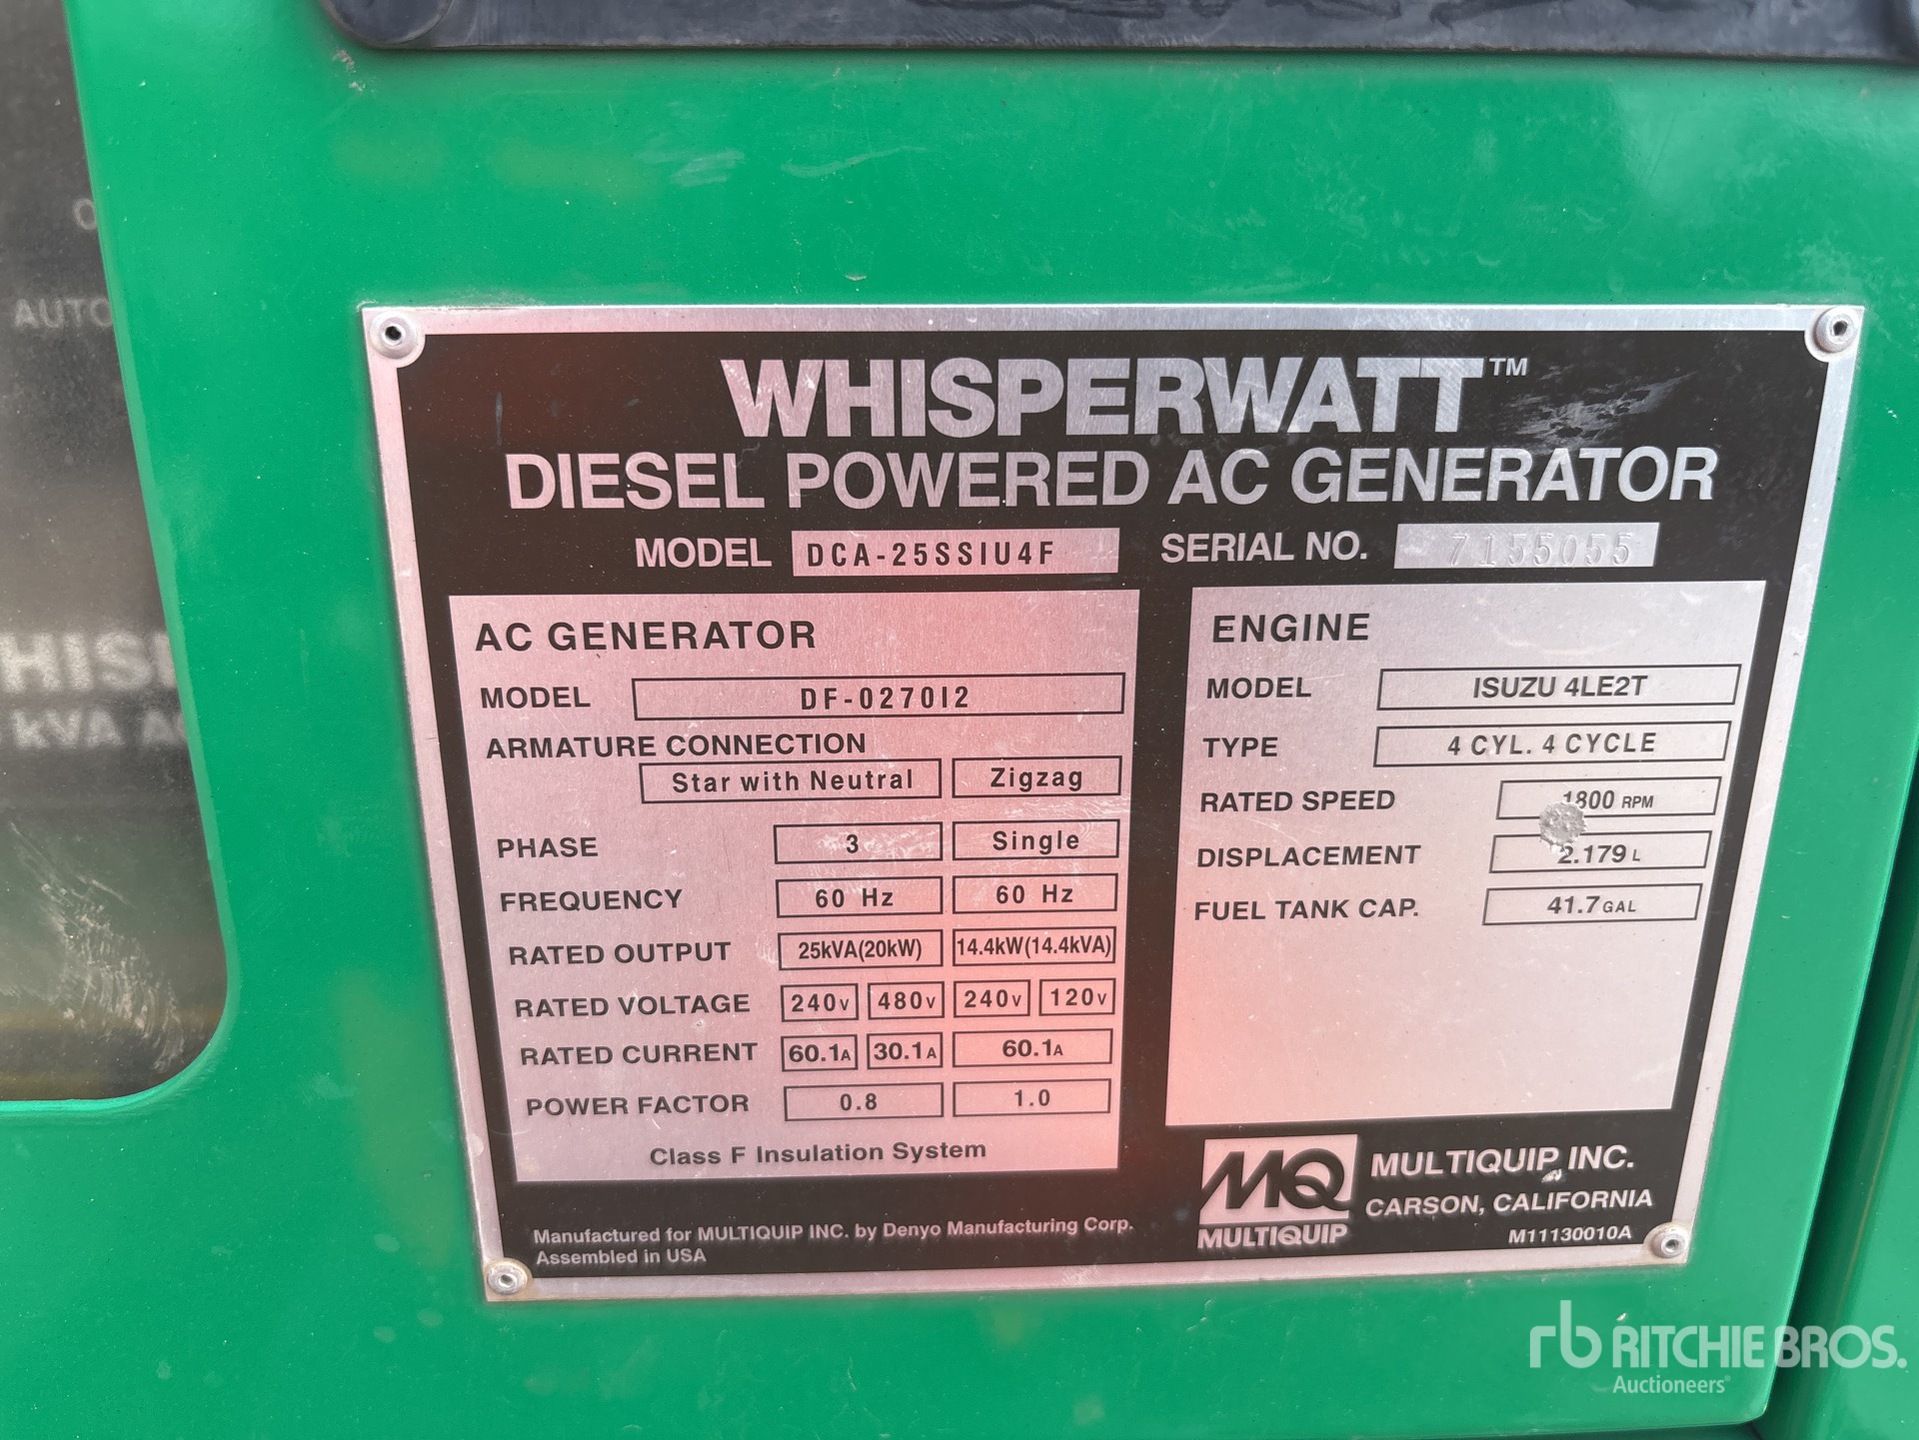 O
AUTO
HISP
kVA AC
WHISPERWATT™
DIESEL POWERED AC GENERATOR
MODEL DCA-25SSIU4F SERIAL NO. 7155055
AC GENERATOR
MODEL DF-0270I2
ARMATURE CONNECTION
Star with Neutral Zigzag
PHASE 3 Single
FREQUENCY 60 Hz 60 Hz
RATED OUTPUT 25kVA(20kW) 14.4kW(14.4kVA)
RATED VOLTAGE 240V 480V 240V 120V
RATED CURRENT 60.1A 30.1A 60.1A
POWER FACTOR 0.8 1.0
Class F Insulation System
ENGINE
MODEL ISUZU 4LE2T
TYPE 4 CYL. 4 CYCLE
RATED SPEED 1800 RPM
DISPLACEMENT 2.179 L
FUEL TANK CAP. 41.7 GAL
Manufactured for MULTIQUIP INC. by Denyo Manufacturing Corp.
Assembled in USA
MQ
MULTIQUIP
MULTIQUIP INC.
CARSON, CALIFORNIA
M11130010A
rb RITCHIE BROS.
Auctioneers